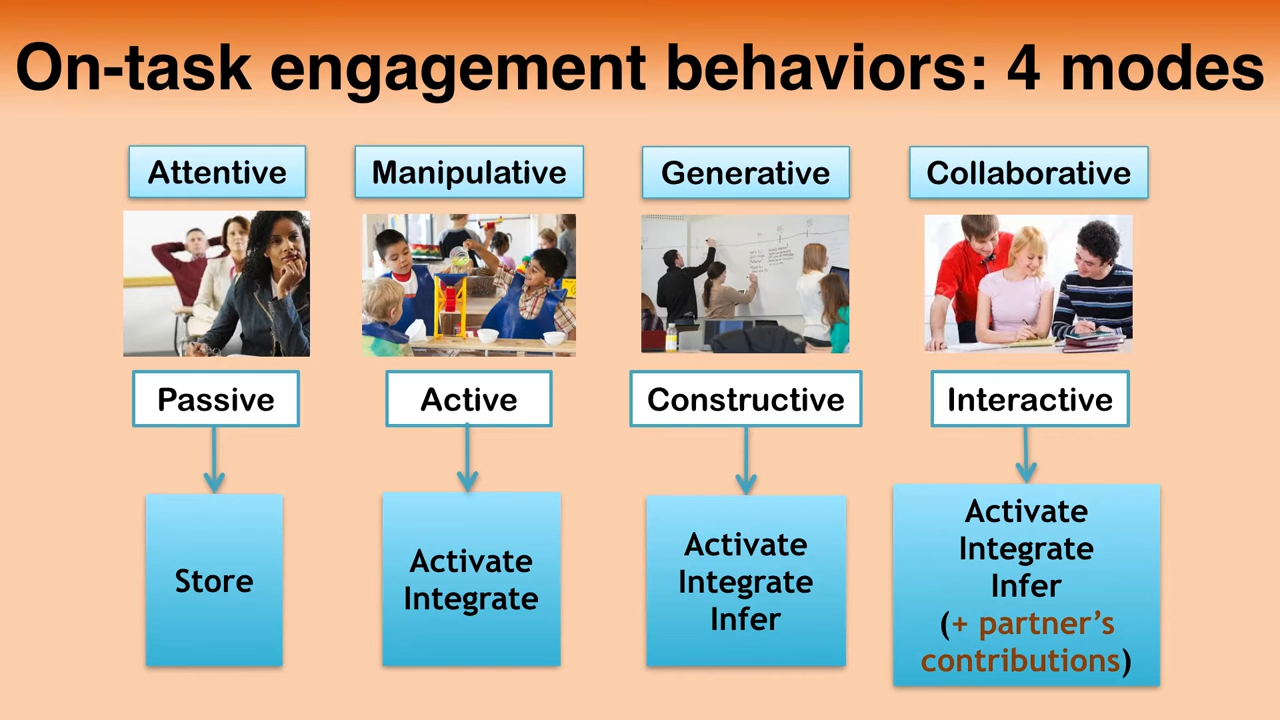 On-task engagement behaviors: 4 modes
Attentive
Manipulative
Generative
Collaborative
Passive
Active
Constructive
Interactive
Store
Activate
Integrate
Activate
Integrate
Infer
Activate
Integrate
Infer
(+ partner’s
contributions)